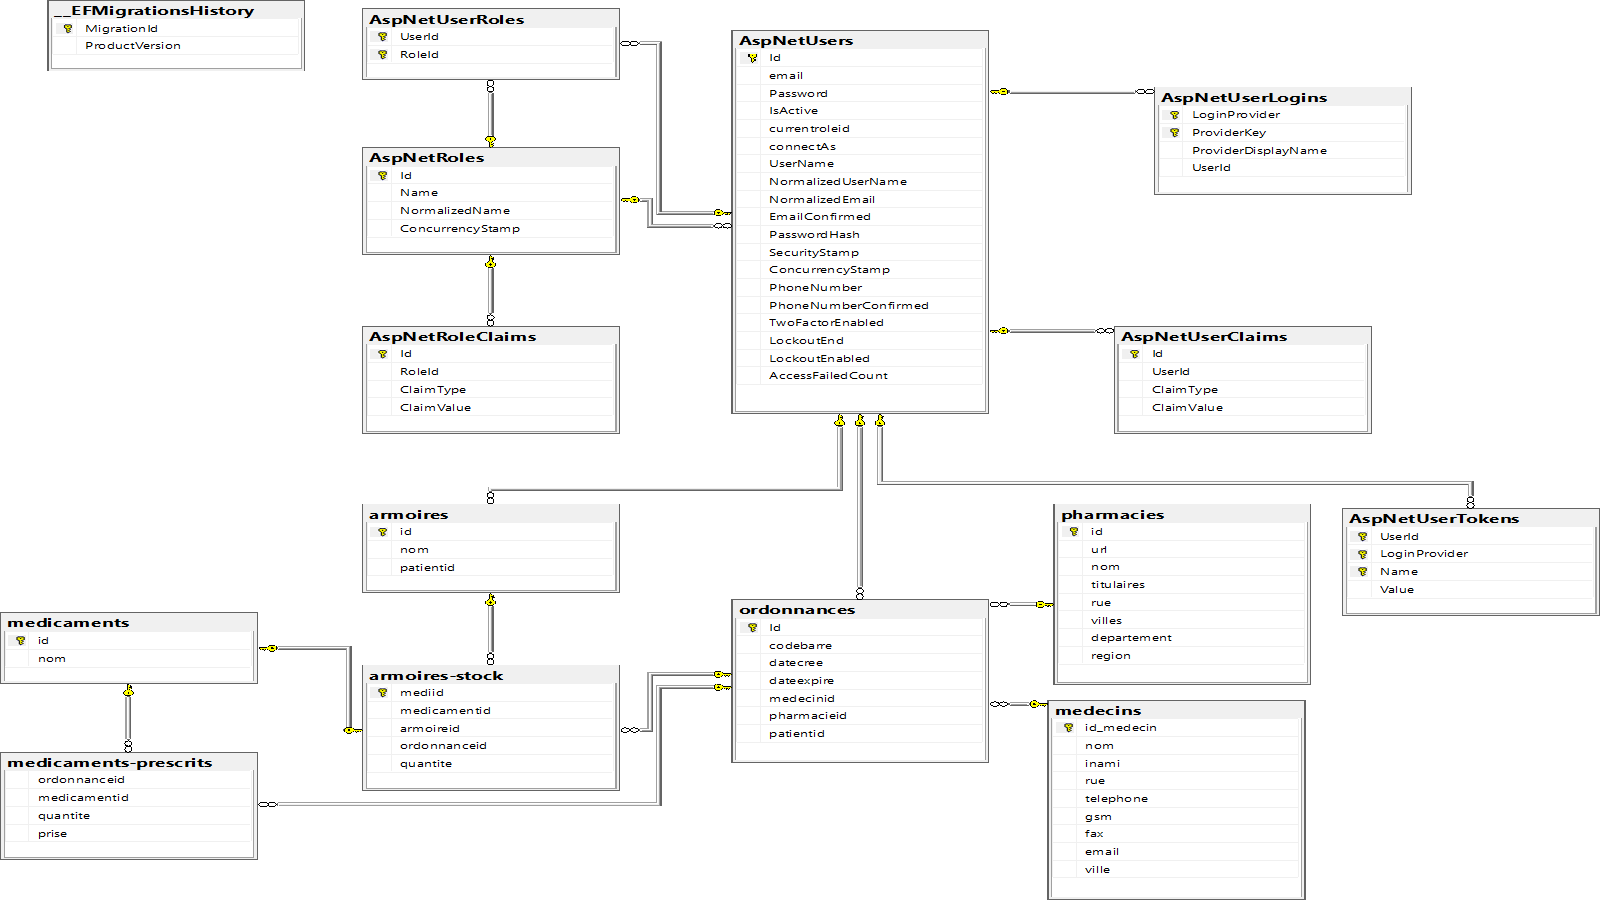 __EFMigrationsHistory
MigrationId
ProductVersion
AspNetUserRoles
UserId
RoleId
AspNetRoles
Id
Name
NormalizedName
ConcurrencyStamp
AspNetRoleClaims
Id
RoleId
ClaimType
ClaimValue
AspNetUsers
Id
email
Password
IsActive
currentroleid
connectAs
UserName
NormalizedUserName
NormalizedEmail
EmailConfirmed
PasswordHash
SecurityStamp
ConcurrencyStamp
PhoneNumber
PhoneNumberConfirmed
TwoFactorEnabled
LockoutEnd
LockoutEnabled
AccessFailedCount
AspNetUserLogins
LoginProvider
ProviderKey
ProviderDisplayName
UserId
AspNetUserClaims
Id
UserId
ClaimType
ClaimValue
armoires
id
nom
patientid
medicaments
id
nom
armoires-stock
mediid
medicamentid
armoireid
ordonnanceid
quantite
medicaments-prescrits
ordonnanceid
medicamentid
quantite
prise
ordonnances
Id
codebarre
datecree
dateexpire
medecinid
pharmacieid
patientid
pharmacies
id
url
nom
titulaires
rue
villes
departement
region
AspNetUserTokens
UserId
LoginProvider
Name
Value
medecins
id_medecin
nom
inami
rue
telephone
gsm
fax
email
ville